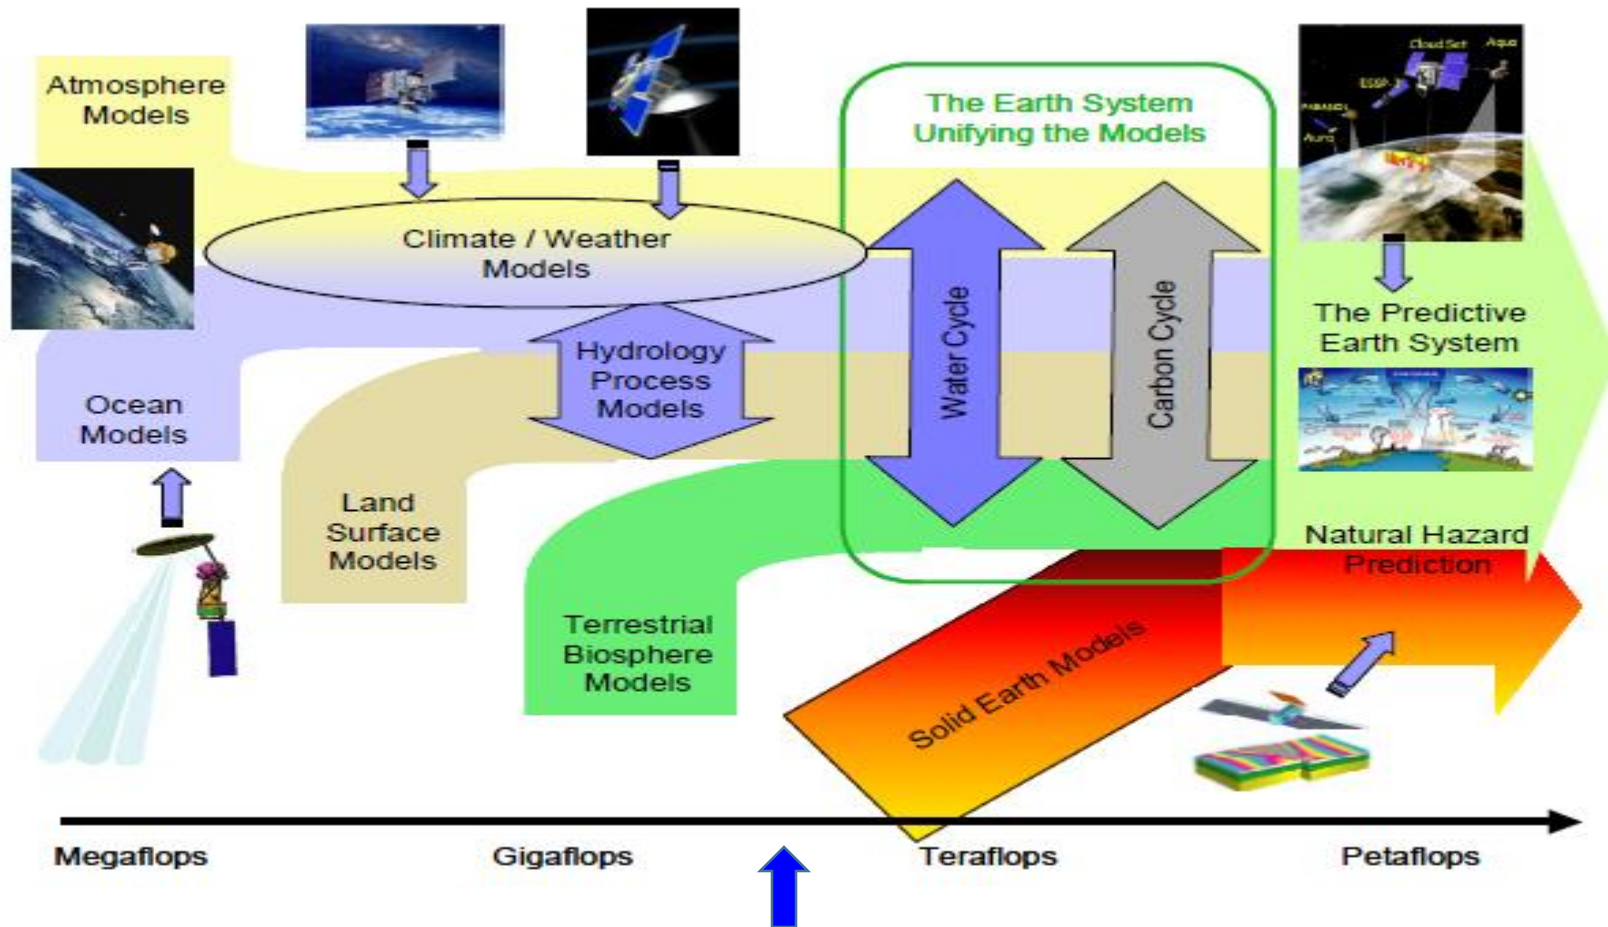 Atmosphere
Models
The Earth System
Unifying the Models
Cloud Sat
Aqua
PARASOL
Aura
Climate / Weather
Models
Water Cycle
Carbon Cycle
The Predictive
Earth System
Hydrology
Process
Models
Ocean
Models
Land
Surface
Models
Natural Hazard
Prediction
Terrestrial
Biosphere
Models
Solid Earth Models
Megaflops
Gigaflops
Teraflops
Petaflops